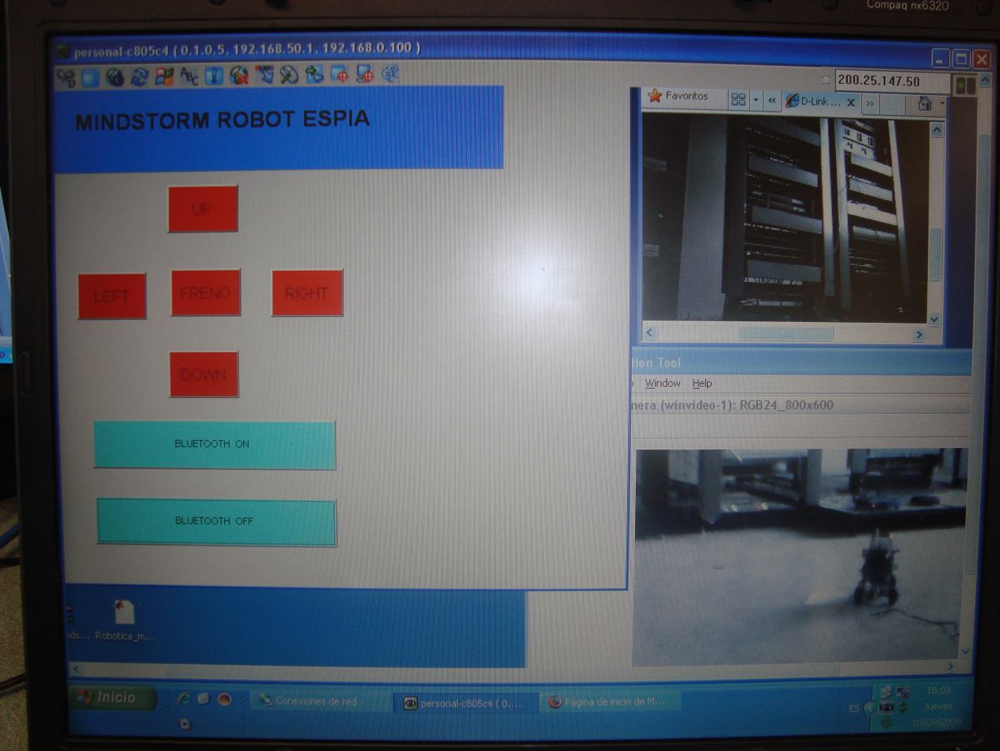 Compaq nx6320
personal-c805c4 ( 0.1.0.5, 192.168.50.1, 192.168.0.100 )
200.25.147.50
Favoritos
D-Link ...
MINDSTORM ROBOT ESPIA
UP
LEFT FRENO RIGHT
DOWN
BLUETOOTH ON
BLUETOOTH OFF
tion Tool
Window Help
mera (winvideo-1): RGB24_800x600
ds... Robotica_m...
Inicio
Conexiones de red
personal-c805c4 ( 0....
Página de inicio de M...
ES
16:03
Jueves
03/09/2009